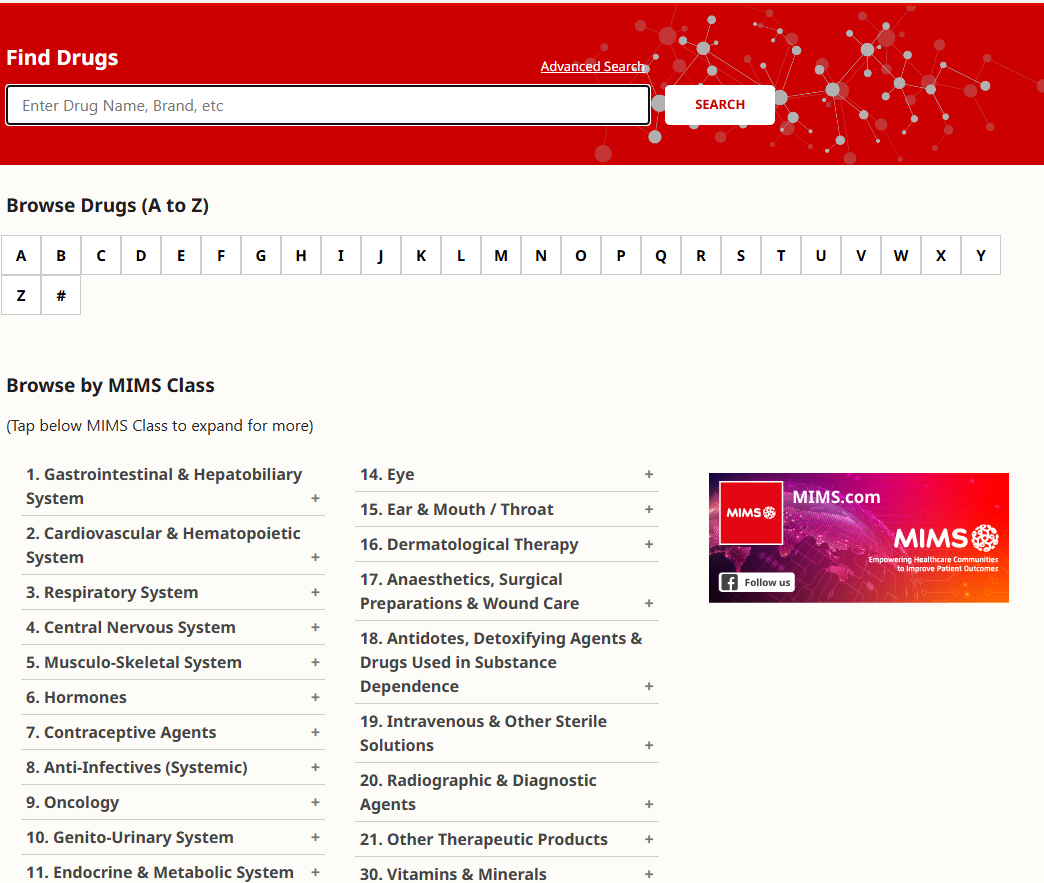 Find Drugs
Advanced Search
Enter Drug Name, Brand, etc
SEARCH
Browse Drugs (A to Z)
A B C D E F G H I J K L M N O P Q R S T U V W X Y
Z #
Browse by MIMS Class
(Tap below MIMS Class to expand for more)
1. Gastrointestinal & Hepatobiliary
System +
2. Cardiovascular & Hematopoietic
System +
3. Respiratory System +
4. Central Nervous System +
5. Musculo-Skeletal System +
6. Hormones +
7. Contraceptive Agents +
8. Anti-Infectives (Systemic) +
9. Oncology +
10. Genito-Urinary System +
11. Endocrine & Metabolic System +
14. Eye +
15. Ear & Mouth / Throat +
16. Dermatological Therapy +
17. Anaesthetics, Surgical
Preparations & Wound Care +
18. Antidotes, Detoxifying Agents &
Drugs Used in Substance
Dependence +
19. Intravenous & Other Sterile
Solutions +
20. Radiographic & Diagnostic
Agents +
21. Other Therapeutic Products +
30. Vitamins & Minerals +
MIMS
MIMS.com
MIMS
Empowering Healthcare Communities
to Improve Patient Outcomes
Follow us